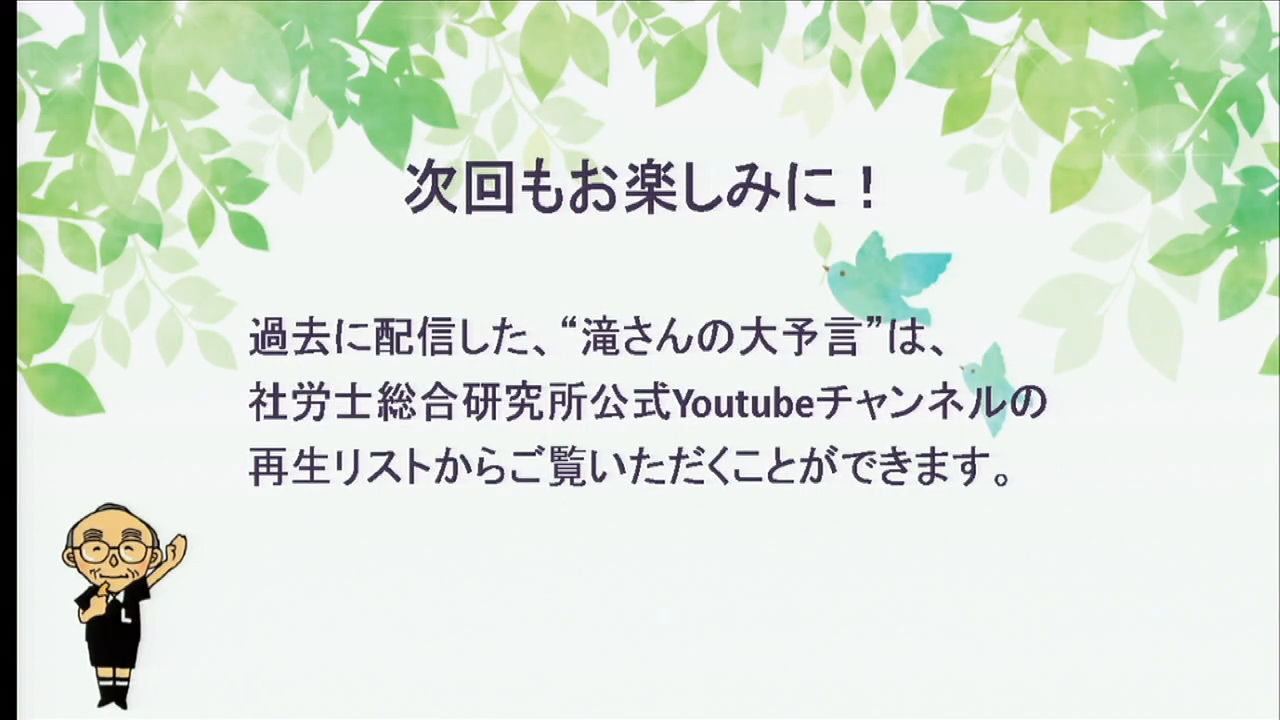 次回もお楽しみに！
過去に配信した、“滝さんの大予言”は、
社労士総合研究所公式Youtubeチャンネルの
再生リストからご覧いただくことができます。
L